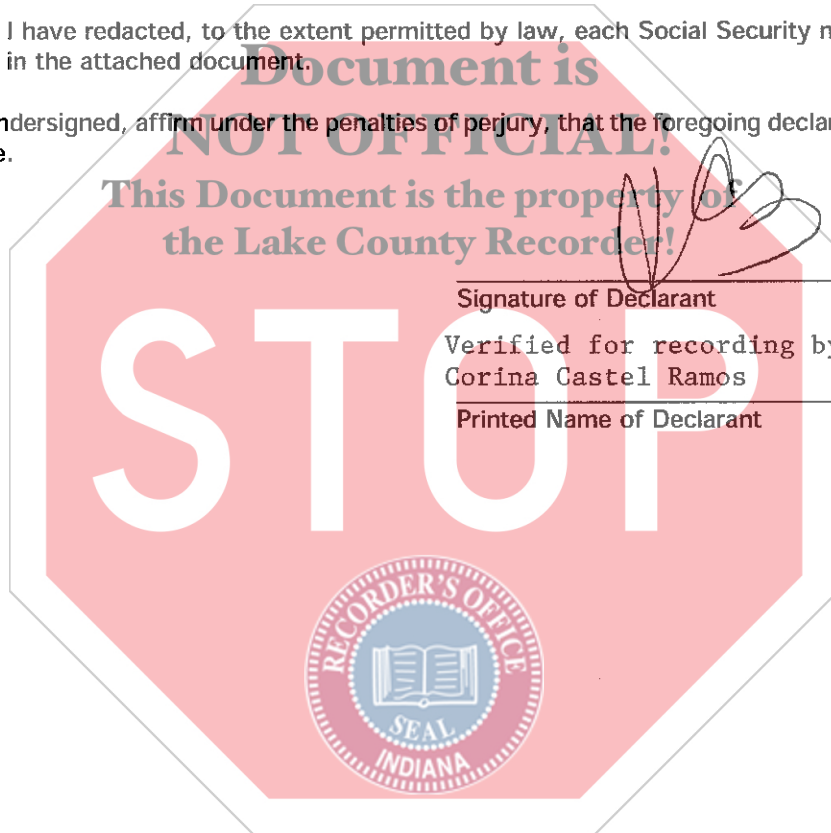 I have redacted, to the extent permitted by law, each Social Security
in the attached document.
Document is
ndersigned, affirm under the penalties of perjury, that the foregoing declar
e.
NOT OFFICIAL!
This Document is the property of
the Lake County Recorder!
Signature of Declarant
Verified for recording by
Corina Castel Ramos
Printed Name of Declarant
STOP
RECORDER'S OFFICE
SEAL
INDIANA